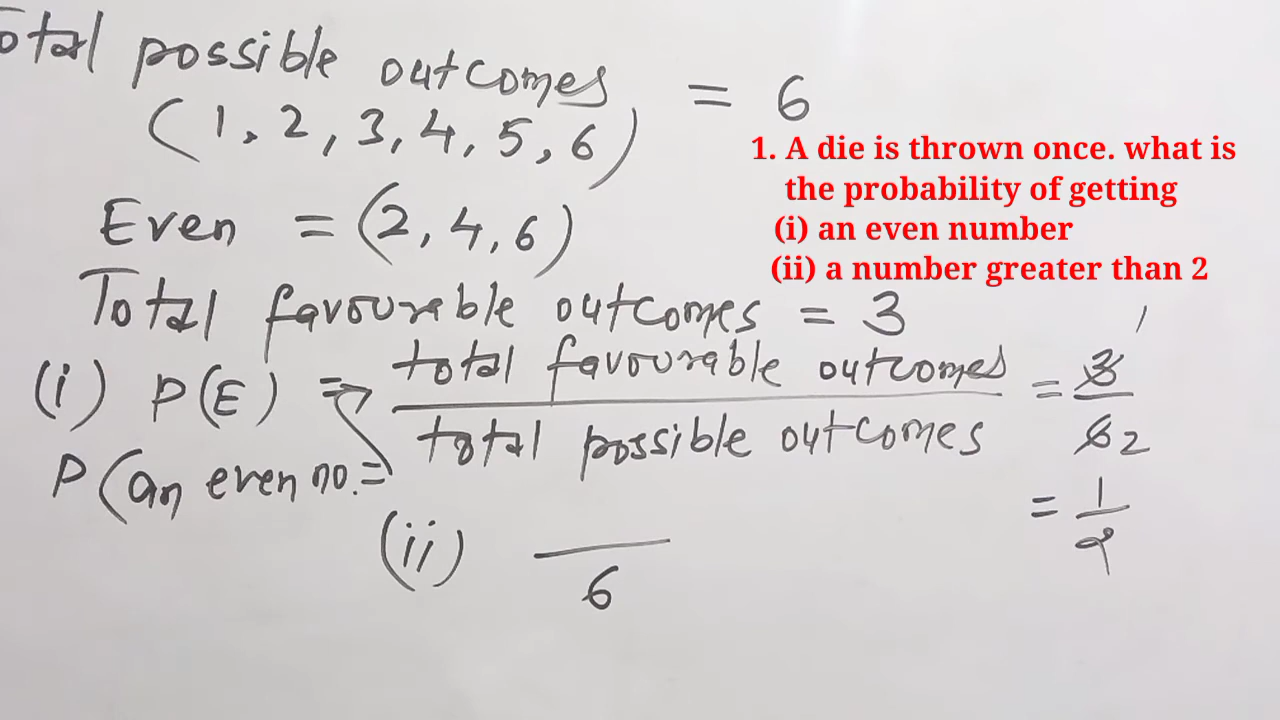 otal possible outcomes = 6
(1, 2, 3, 4, 5, 6)
1. A die is thrown once. what is
the probability of getting
(i) an even number
(ii) a number greater than 2
Even = (2, 4, 6)
Total favourable outcomes = 3
(i) P(E) = total favourable outcomes / total possible outcomes = 3/6 1 2
P(an even no. =
= 1/2
(ii) /6